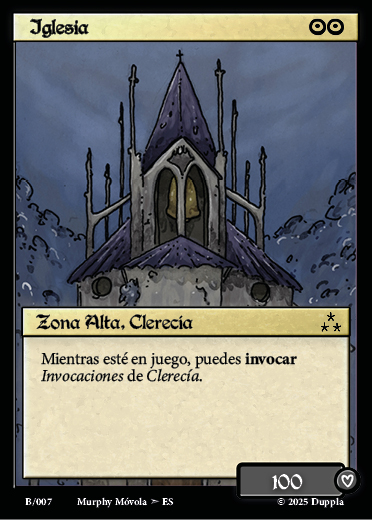 Iglesia
Zona Alta, Clerecía
Mientras esté en juego, puedes invocar
Invocaciones de Clerecía.
100
B/007 Murphy Móvola ➣ ES © 2025 Duppla